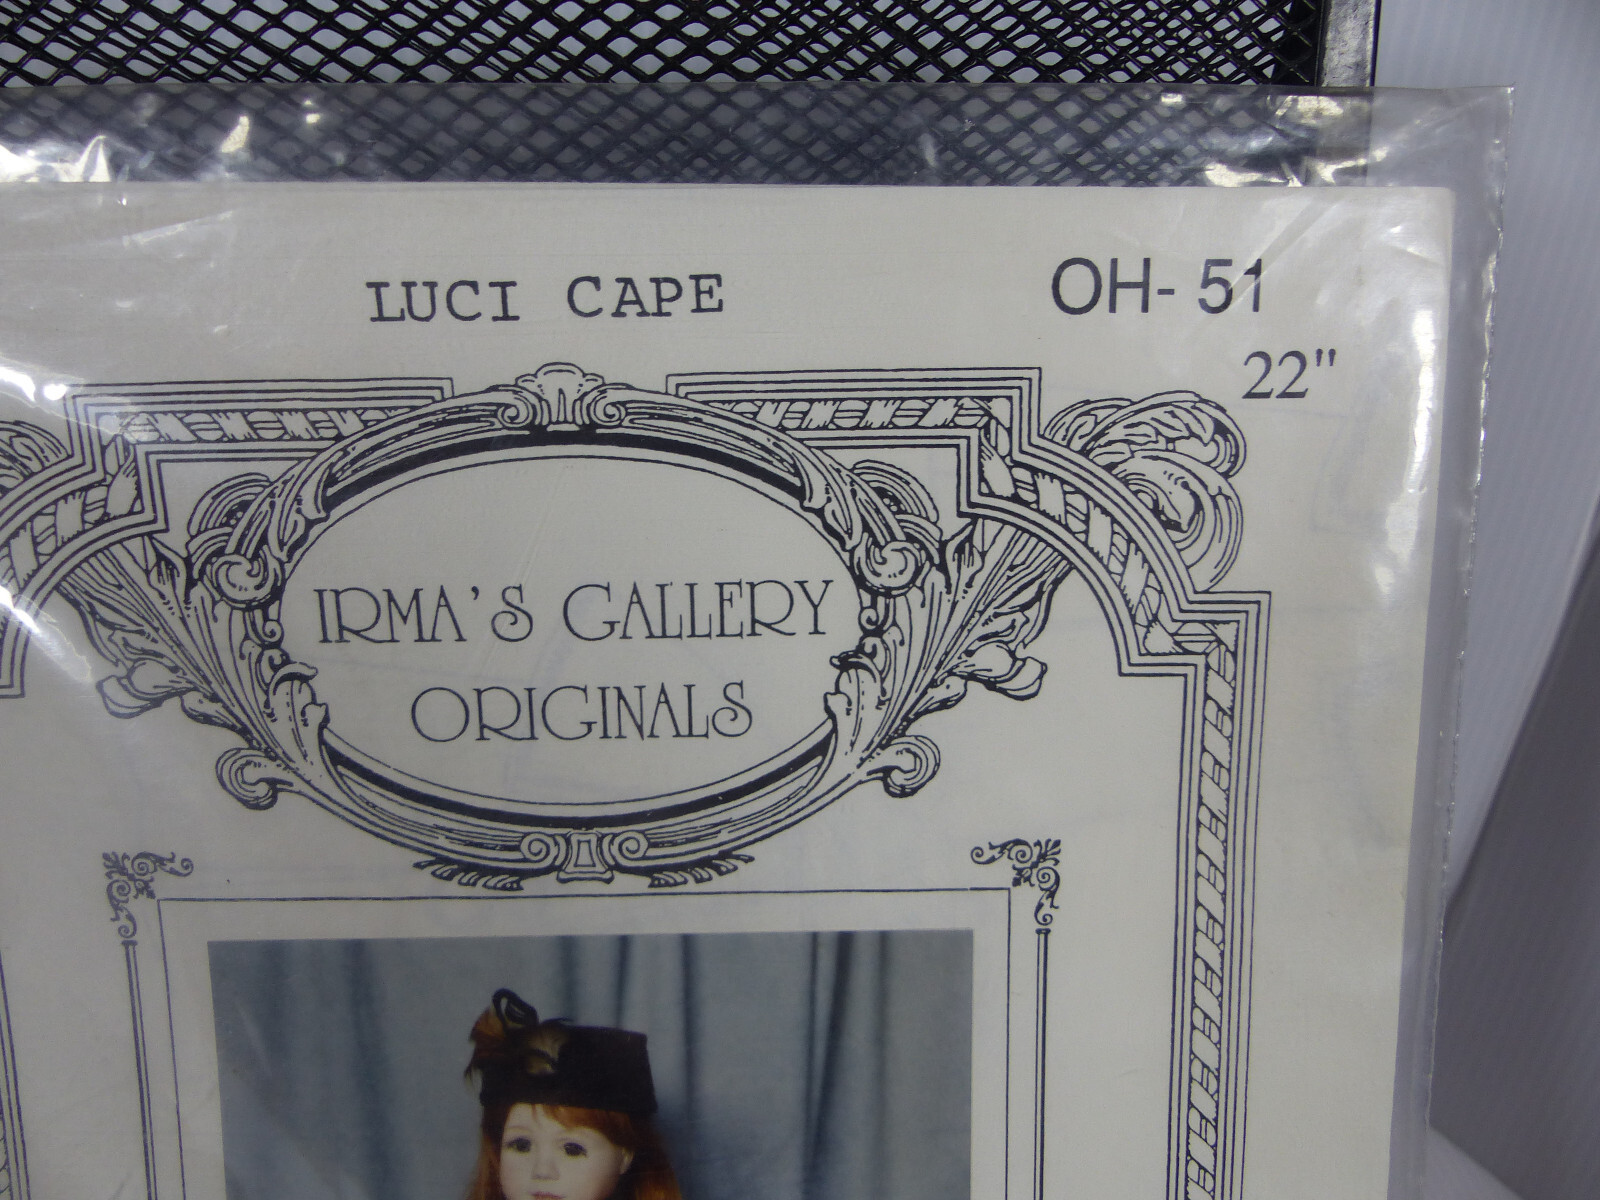 LUCI CAPE
OH- 51
22"
IRMA'S GALLERY
ORIGINALS